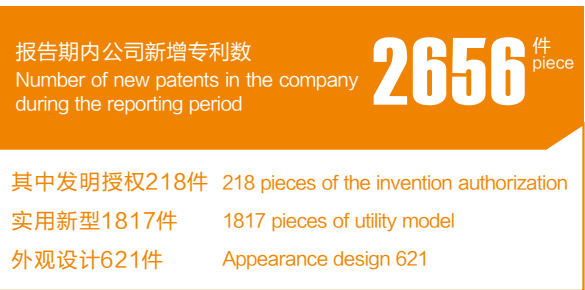 报告期内公司新增专利数
Number of new patents in the company
during the reporting period
2656
件
piece
其中发明授权218件
218 pieces of the invention authorization
实用新型1817件
1817 pieces of utility model
外观设计621件
Appearance design 621